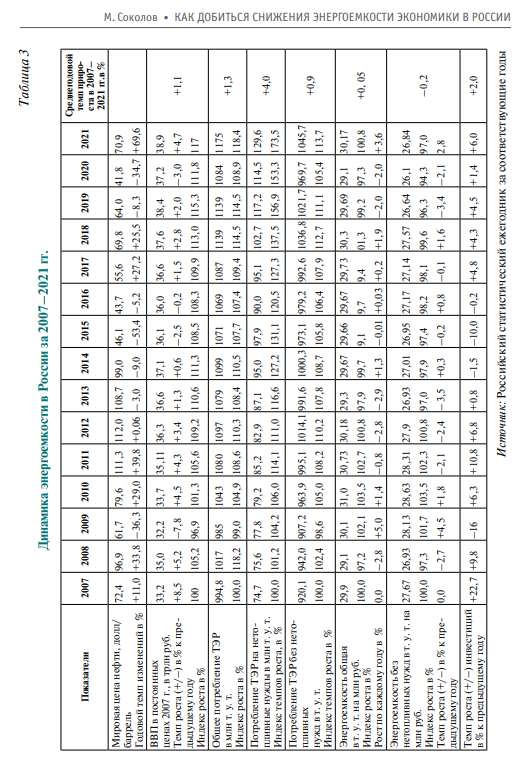 М. Соколов • КАК ДОБИТЬСЯ СНИЖЕНИЯ ЭНЕРГОЕМКОСТИ ЭКОНОМИКИ В РОССИИ
Таблица 3
Динамика энергоемкости в России за 2007–2021 гг.
Показатели 2007 2008 2009 2010 2011 2012 2013 2014 2015 2016 2017 2018 2019 2020 2021 Среднегодовой
темп приро-
ста в 2007–
2021 гг.в %
Мировая цена нефти, долл/
баррель 72,4 96,9 61,7 79,6 111,3 112,0 108,7 99,0 46,1 43,7 55,6 69,8 64,0 41,8 70,9
Годовой темп изменений в % +11,0 +33,8 −36,3 +29,0 +39,8 +0,06 −3,0 −9,0 −53,4 −5,2 +27,2 +25,5 −8,3 −34,7 +69,6
ВВП в постоянных
ценах 2007 г., в трлн руб. 33,2 35,0 32,2 33,7 35,11 36,3 36,6 37,1 36,1 36,0 36,6 37,6 38,4 37,2 38,9 +1,1
Темп роста (+/−) в % к пре-
дыдущему году +8,5 +5,2 −7,8 +4,5 +4,3 +3,4 +1,3 +0,6 −2,5 −0,2 +1,5 +2,8 +2,0 −3,0 +4,7
Индекс роста в % 100 105,2 96,9 101,3 105,6 109,2 110,6 111,3 108,5 108,3 109,9 113,0 115,3 111,8 117
Общее потребление ТЭР
в млн т. у. т. 994,8 1017 985 1043 1080 1097 1079 1099 1071 1069 1087 1139 1139 1084 1175 +1,3
Индекс роста в % 100,0 118,2 99,0 104,9 108,6 110,3 108,4 110,5 107,7 107,4 109,4 114,5 114,5 108,9 118,4
Потребление ТЭР на нето-
пливные нужды в млн т. у. т. 74,7 75,6 77,8 79,2 85,2 82,9 87,1 95,0 97,9 90,0 95,1 102,7 117,2 114,5 129,6 +4,0
Индекс темпов роста, в % 100,0 101,2 104,2 106,0 114,1 111,0 116,6 127,2 131,1 120,5 127,3 137,5 156,9 153,3 173,5
Потребление ТЭР без нето-
пливных 920,1 942,0 907,2 963,9 995,1 1014,1 991,6 1000,3 973,1 979,2 992,6 1036,8 1021,7 969,7 1045,7 +0,9
нужд в т. у. т.
Индекс темпов роста в % 100,0 102,4 98,6 105,0 108,2 110,2 107,8 108,7 105,8 106,4 107,9 112,7 111,1 105,4 113,7
Энергоемкость общая
в т. у. т. на млн руб. 29,9 29,1 30,1 31,0 30,73 30,18 29,3 29,67 29,66 29,67 29,73 30,3 29,69 29,1 30,17 +0, 05
Индекс роста в % 100,0 97,2 102,1 103,5 102,7 100,8 97,9 99,7 9,1 9,7 9,4 01,3 99,2 97,3 100,8
Рост по каждому году в % 0,0 −2,8 +5,0 +1,4 −0,8 −2,8 −2,9 +1,3 −0,01 +0,03 +0,2 +1,9 −2,0 −2,0 +3,6
Энергоемкость без
нетопливных нужд в т. у. т. на
млн руб. 27,67 26,93 28,13 28,63 28,31 27,9 26,93 27,01 26,95 27,17 27,14 27,57 26,64 26,1 26,84 −0,2
Индекс роста в % 100,0 97,3 101,7 103,5 102,3 100,8 97,0 97,9 97,4 98,2 98,1 99,6 96,3 94,3 97,0
Темп роста (+/−) в % к пре-
дыдущему году 0,0 −2,7 +4,5 +1,8 −2,1 −2,4 −3,5 +0,3 −0,2 +0,8 −0,1 +1,6 −3,4 −2,1 2,8
Темп роста (+/−) инвестиций
в % к предыдущему году +22,7 +9,8 −16 +6,3 +10,8 +6,8 +0,8 −1,5 −10,0 −0,2 +4,8 +4,3 +4,5 +1,4 +6,0 +2,0
Источник: Российский статистический ежегодник за соответствующие годы